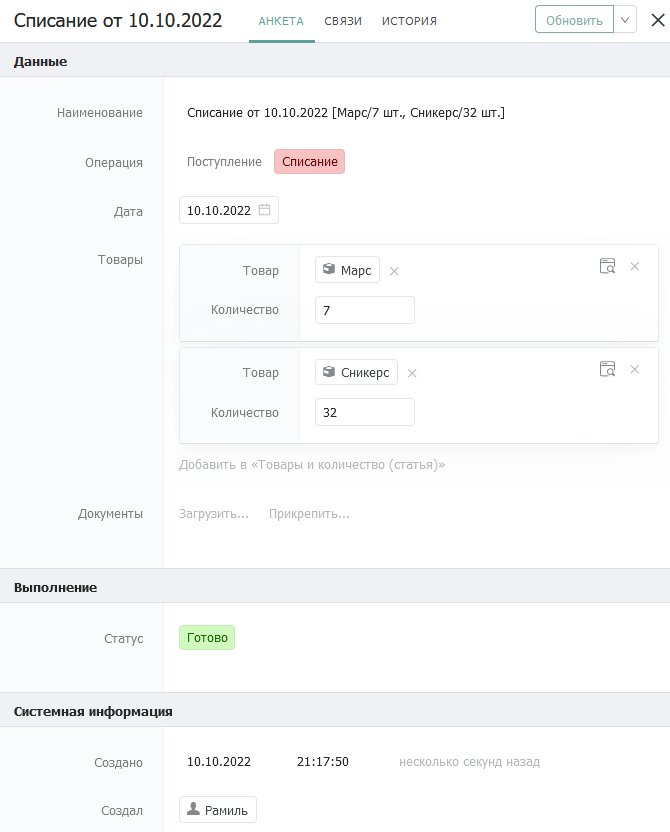 Списание от 10.10.2022 АНКЕТА СВЯЗИ ИСТОРИЯ Обновить
Данные
Наименование Списание от 10.10.2022 [Марс/7 шт., Сникерс/32 шт.]
Операция Поступление Списание
Дата 10.10.2022
Товары
Товар Марс
Количество 7
Товар Сникерс
Количество 32
Добавить в «Товары и количество (статья)»
Документы Загрузить... Прикрепить...
Выполнение
Статус Готово
Системная информация
Создано 10.10.2022 21:17:50 несколько секунд назад
Создал Рамиль